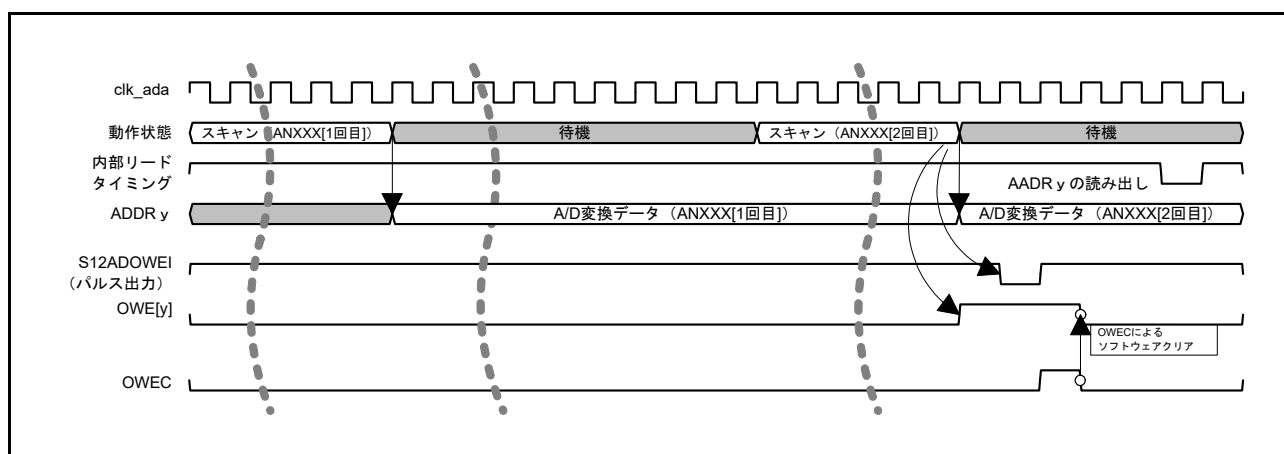 clk_ada
動作状態
スキャン（ANXXX[1回目]）
待機
スキャン（ANXXX[2回目]）
待機
内部リード
タイミング
AADR y の読み出し
ADDR y
A/D変換データ（ANXXX[1回目]）
A/D変換データ（ANXXX[2回目]）
S12ADOWEI
（パルス出力）
OWE[y]
OWECによる
ソフトウェアクリア
OWEC